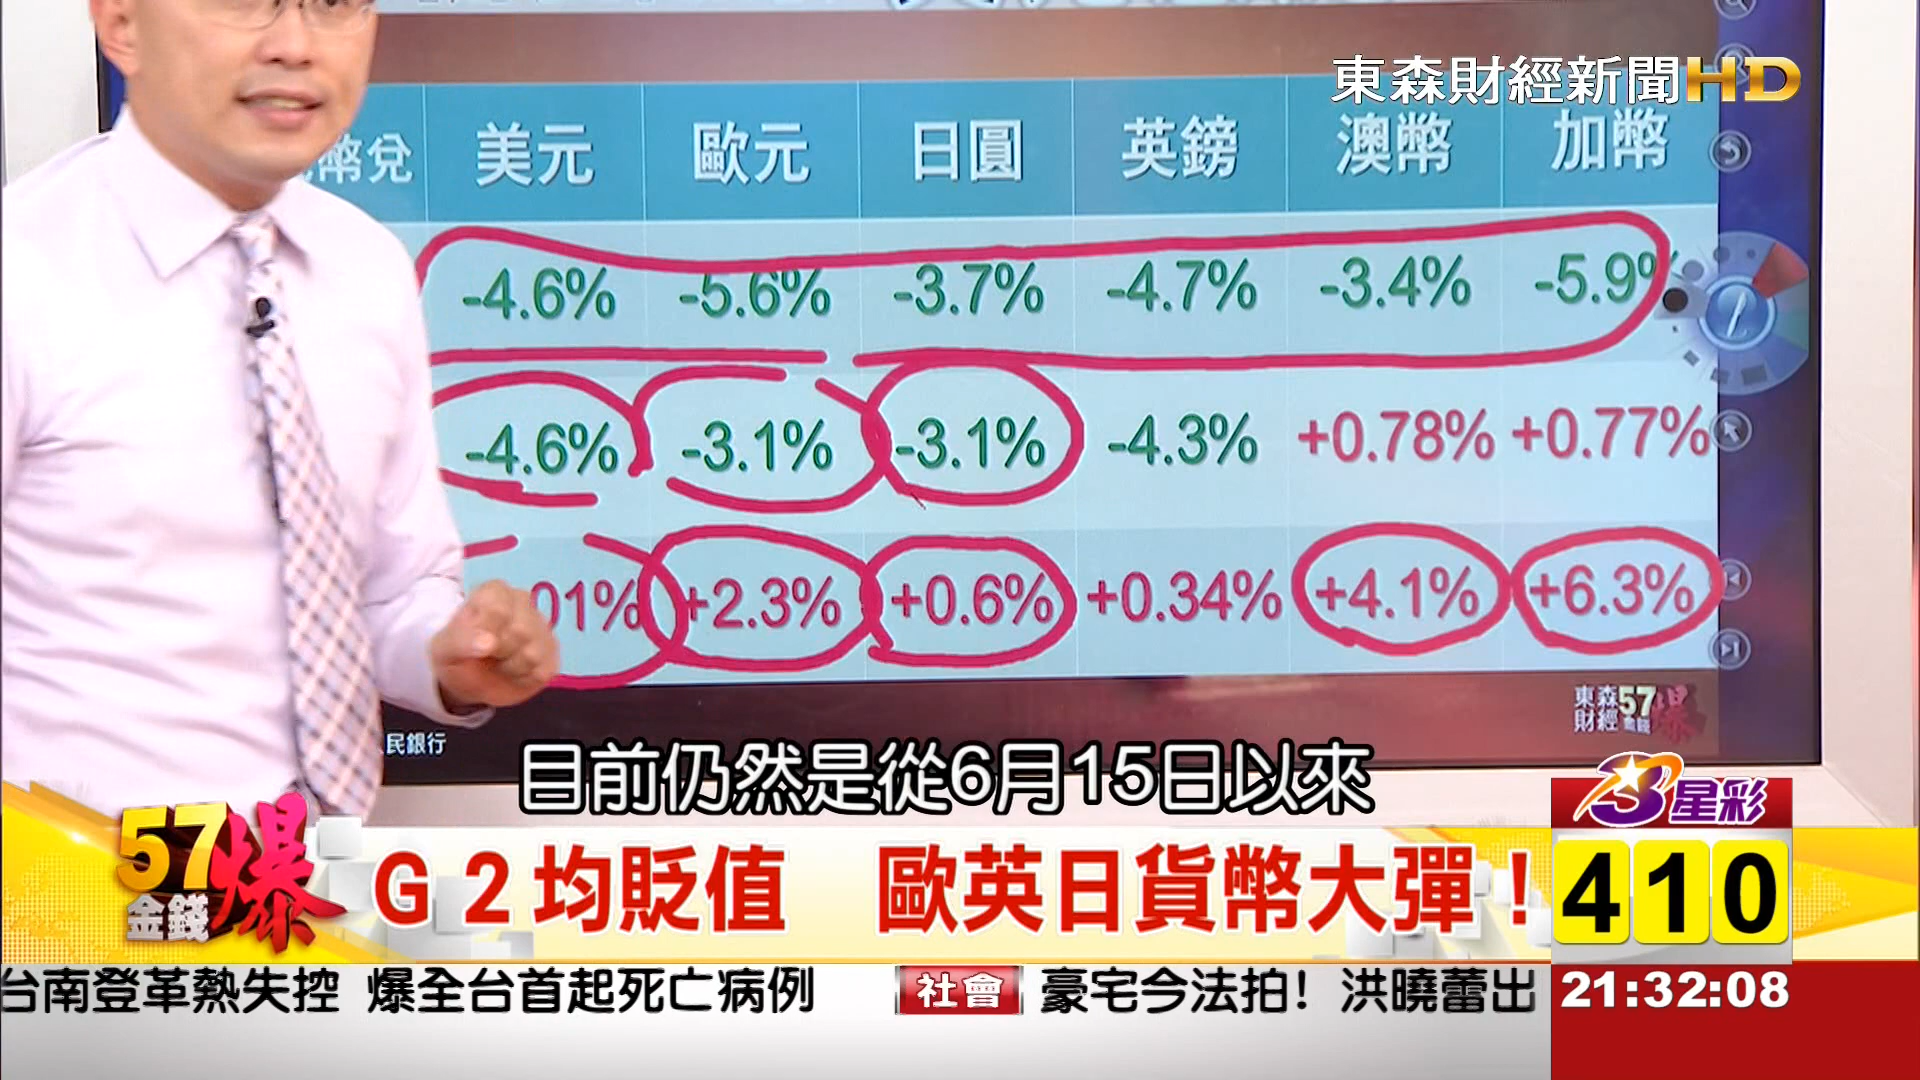 東森財經新聞HD
幣兌 美元 歐元 日圓 英鎊 澳幣 加幣
-4.6% -5.6% -3.7% -4.7% -3.4% -5.9%
-4.6% -3.1% -3.1% -4.3% +0.78% +0.77%
01% +2.3% +0.6% +0.34% +4.1% +6.3%
東森財經57金錢爆
民銀行
目前仍然是從6月15日以來
3星彩
57金錢爆
G2均貶值 歐英日貨幣大彈!
410
台南登革熱失控 爆全台首起死亡病例 社會 豪宅今法拍! 洪曉蕾出
21:32:08